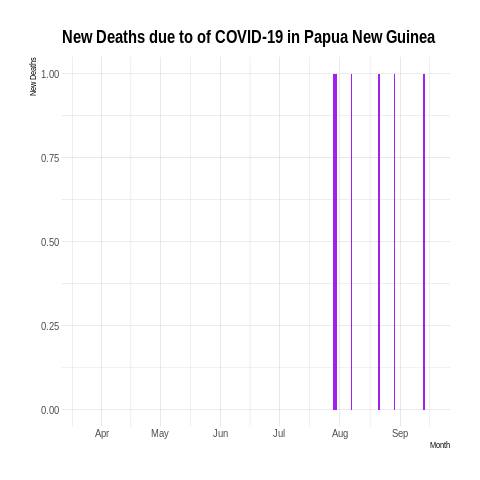 New Deaths due to of COVID-19 in Papua New Guinea
New Deaths
1.00
0.75
0.50
0.25
0.00
Apr May Jun Jul Aug Sep
Month